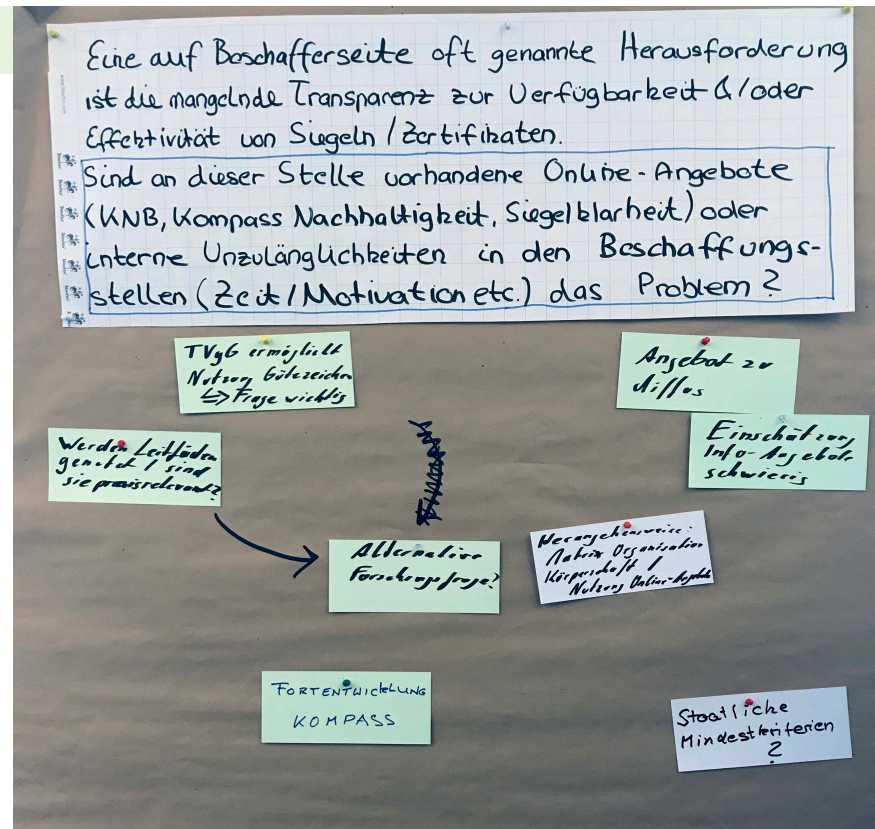 Eine auf Beschafferseite oft genannte Herausforderung
ist die mangelnde Transparenz zur Verfügbarkeit &/oder
Effektivität von Siegeln / Zertifikaten.
Sind an dieser Stelle vorhandene Online-Angebote
(KNB, Kompass Nachhaltigkeit, Siegelklarheit) oder
interne Unzulänglichkeiten in den Beschaffungs-
stellen (Zeit / Motivation etc.) das Problem?
TVgG ermöglicht
Nutzung Gütezeichen
↳ Frage wichtig
Angebot zu
diffus
Werden Leitfäden
genutzt / sind
sie praxisrelevant?
Einschätzung
Info-Angebote
schwierig
Alternative
Forschungsfrage?
Herangehensweise:
Matrix Organisation
Körperschaft /
Nutzung Online-Angebote
FORTENTWICKLUNG
KOMPASS
Staatliche
Mindestkriterien
?